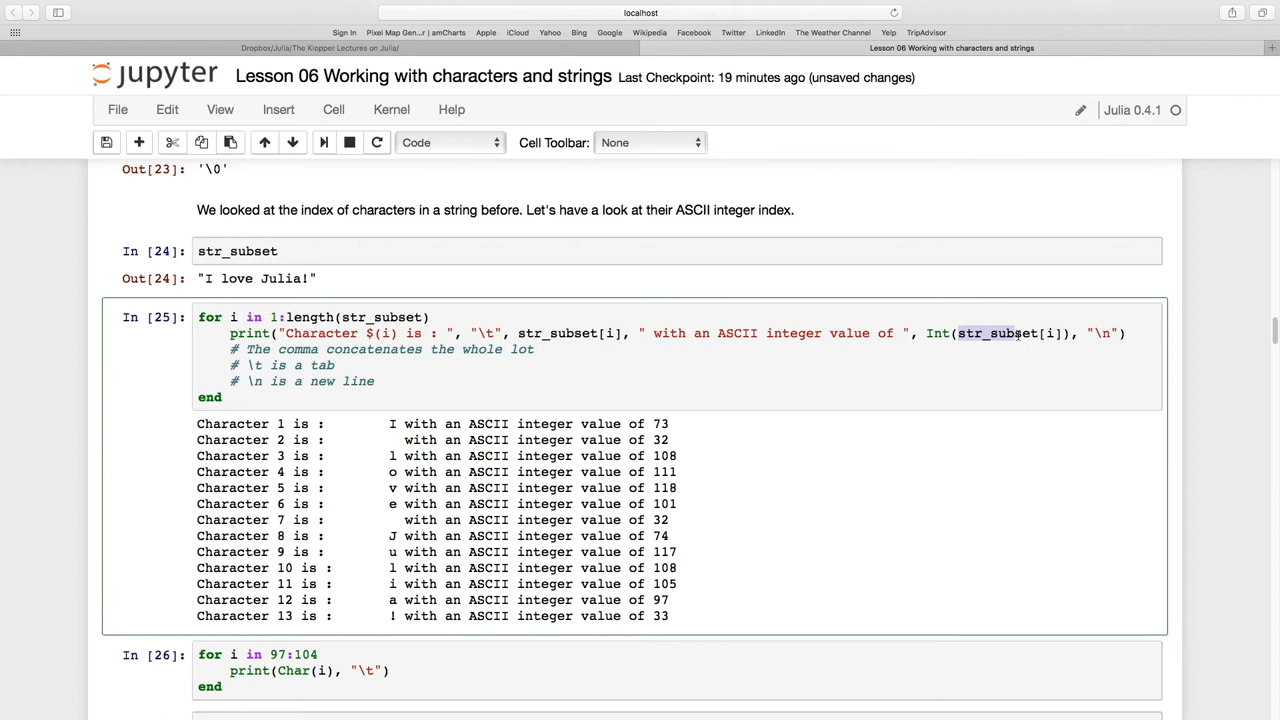 localhost
Sign In Pixel Map Gen...r | amCharts Apple iCloud Yahoo Bing Google Wikipedia Facebook Twitter LinkedIn The Weather Channel Yelp TripAdvisor
Dropbox/Julia/The Klopper Lectures on Julia/ Lesson 06 Working with characters and strings
jupyter Lesson 06 Working with characters and strings Last Checkpoint: 19 minutes ago (unsaved changes)
File Edit View Insert Cell Kernel Help Julia 0.4.1
Code Cell Toolbar: None
Out[23]: '\0'
We looked at the index of characters in a string before. Let's have a look at their ASCII integer index.
In [24]: str_subset
Out[24]: "I love Julia!"
In [25]: for i in 1:length(str_subset)
print("Character $(i) is : ", "\t", str_subset[i], " with an ASCII integer value of ", Int(str_subset[i]), "\n")
# The comma concatenates the whole lot
# \t is a tab
# \n is a new line
end
Character 1 is : I with an ASCII integer value of 73
Character 2 is : with an ASCII integer value of 32
Character 3 is : l with an ASCII integer value of 108
Character 4 is : o with an ASCII integer value of 111
Character 5 is : v with an ASCII integer value of 118
Character 6 is : e with an ASCII integer value of 101
Character 7 is : with an ASCII integer value of 32
Character 8 is : J with an ASCII integer value of 74
Character 9 is : u with an ASCII integer value of 117
Character 10 is : l with an ASCII integer value of 108
Character 11 is : i with an ASCII integer value of 105
Character 12 is : a with an ASCII integer value of 97
Character 13 is : ! with an ASCII integer value of 33
In [26]: for i in 97:104
print(Char(i), "\t")
end